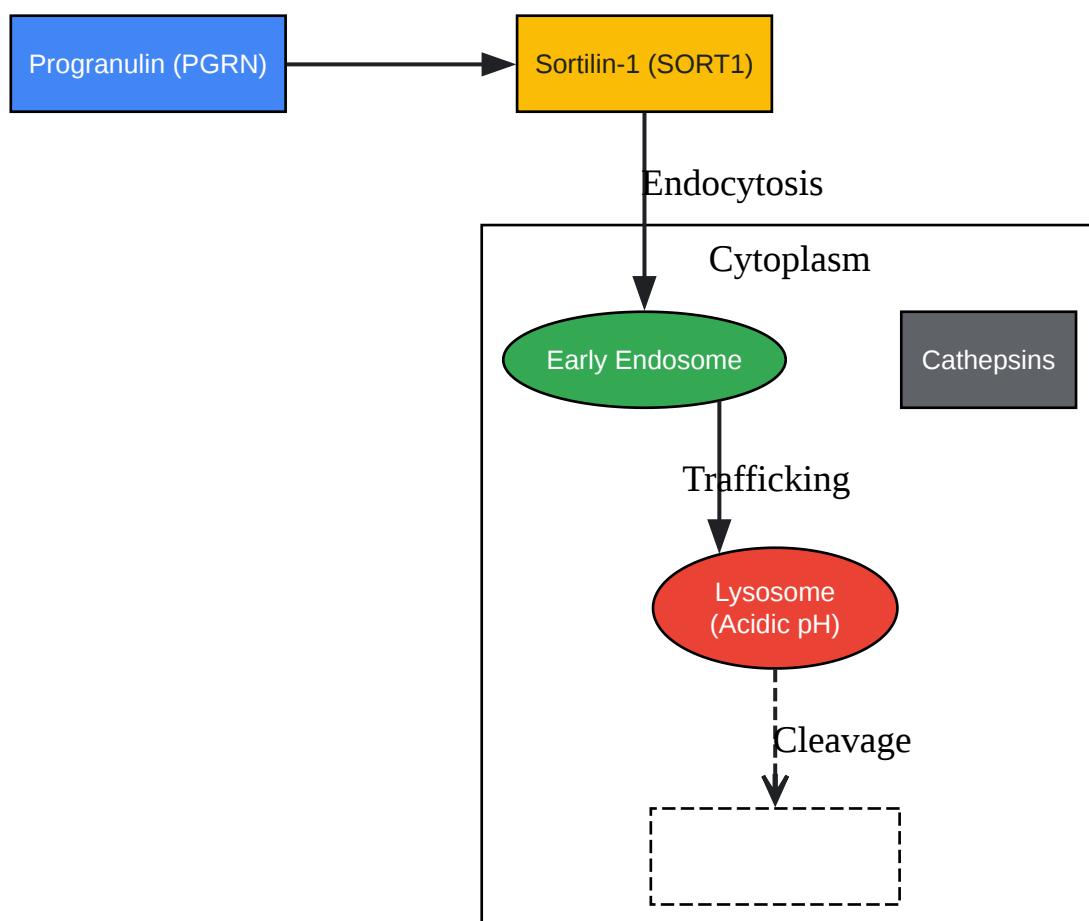 Progranulin (PGRN)
Sortilin-1 (SORT1)
Endocytosis
Cytoplasm
Early Endosome
Cathepsins
Trafficking
Lysosome
(Acidic pH)
Cleavage